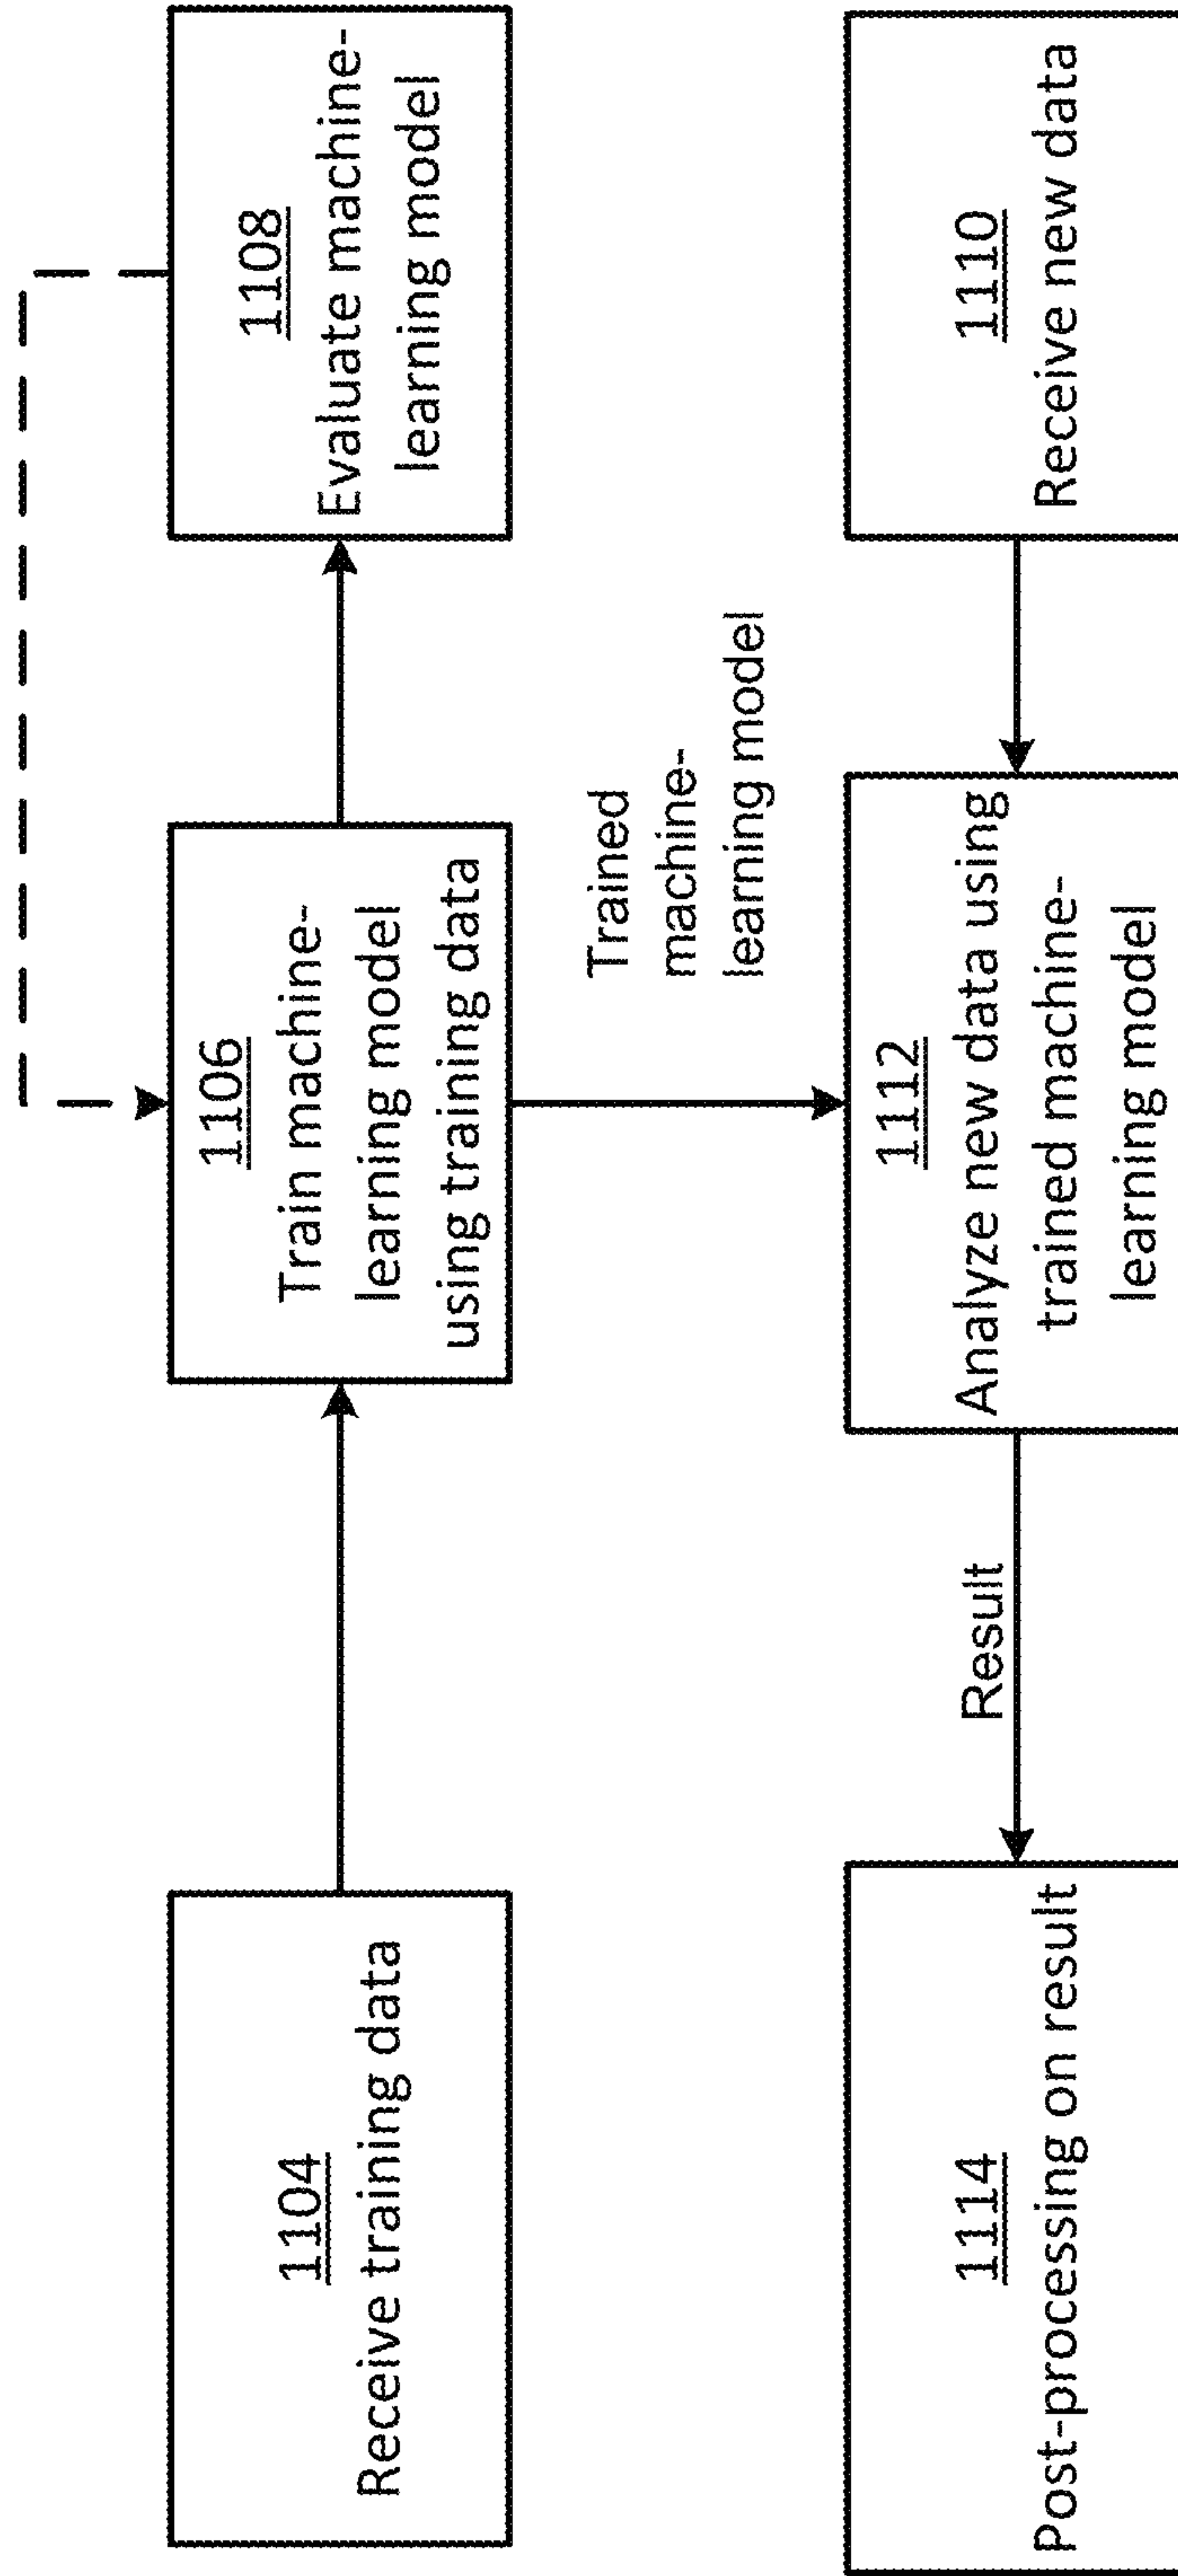 1104
Receive training data
1106
Train machine-
learning model
using training data
1108
Evaluate machine-
learning model
Trained
machine-
learning model
1114
Post-processing on result
Result
1112
Analyze new data using
trained machine-
learning model
1110
Receive new data